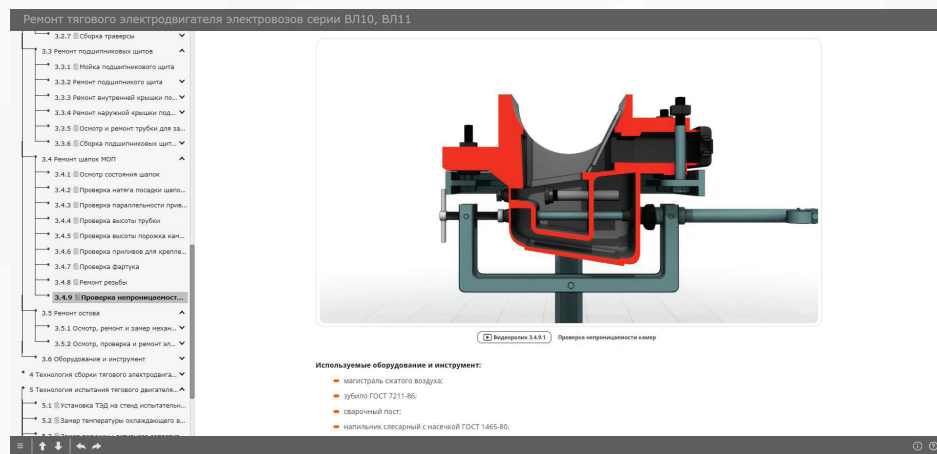 Ремонт тягового электродвигателя электровозов серии ВЛ10, ВЛ11
3.2.7 Сборка траверсы
3.3 Ремонт подшипниковых щитов
3.3.1 Мойка подшипникового щита
3.3.2 Ремонт подшипникого щита
3.3.3 Ремонт внутренней крышки по...
3.3.4 Ремонт наружной крышки под...
3.3.5 Осмотр и ремонт трубки для за...
3.3.6 Сборка подшипниковых щит...
3.4 Ремонт шапок МОП
3.4.1 Осмотр состояния шапок
3.4.2 Проверка натяга посадки шапо...
3.4.3 Проверка параллельности прив...
3.4.4 Проверка высоты трубки
3.4.5 Проверка высоты порожка кам...
3.4.6 Проверка приливов для крепле...
3.4.7 Проверка фартука
3.4.8 Ремонт резьбы
3.4.9 Проверка непроницаемост...
3.5 Ремонт остова
3.5.1 Осмотр, ремонт и замер механ...
3.5.2 Осмотр, проверка и ремонт эл...
3.6 Оборудование и инструмент
4 Технология сборки тягового электродвига...
5 Технология испытания тягового двигателя...
5.1 Установка ТЭД на стенд испытательн...
5.2 Замер температуры охлаждающего в...
Видеоролик 3.4.9.1 Проверка непроницаемости камер
Используемые оборудование и инструмент:
магистраль сжатого воздуха;
зубило ГОСТ 7211-86;
сварочный пост;
напильник слесарный с насечкой ГОСТ 1465-80.